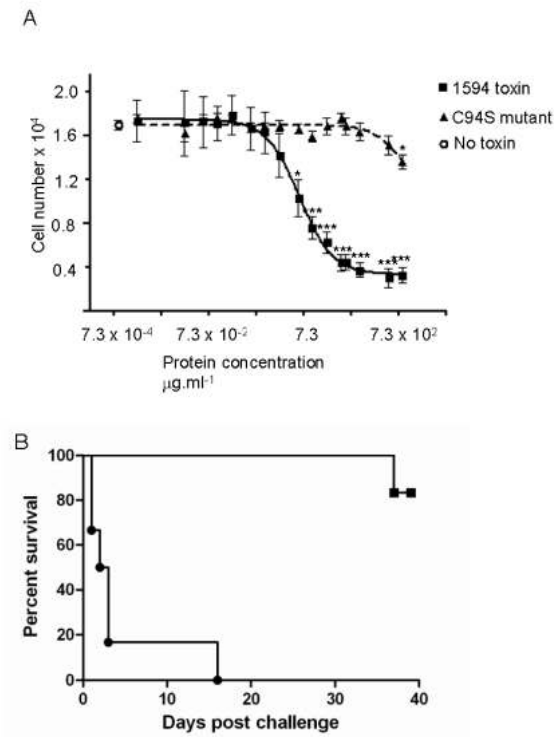 A
2.0
1.6
1.2
0.8
0.4
Cell number x 10⁴
1594 toxin
C94S mutant
No toxin
*
*
***
***
***
***
***
***
7.3 x 10⁻⁴
7.3 x 10⁻²
7.3
7.3 x 10²
Protein concentration
μg.ml⁻¹
B
100
80
60
40
20
0
Percent survival
0
10
20
30
40
Days post challenge